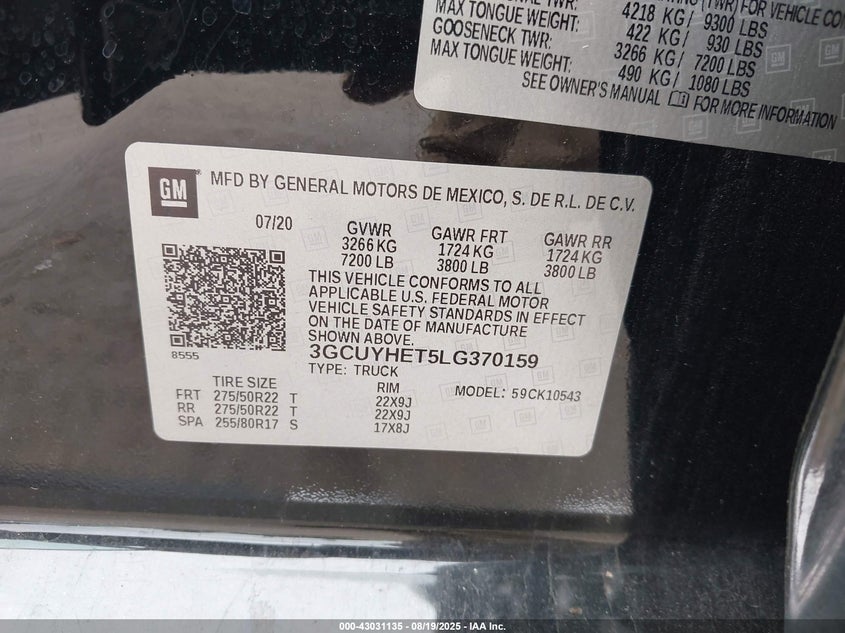 (TWR) FOR VEHICLE
TWR: 4218 KG / 9300 LBS
MAX TONGUE WEIGHT: 422 KG / 930 LBS
GOOSENECK TWR: 3266 KG / 7200 LBS
MAX TONGUE WEIGHT: 490 KG / 1080 LBS
SEE OWNER'S MANUAL FOR MORE INFORMATION
GM MFD BY GENERAL MOTORS DE MEXICO, S. DE R.L. DE C.V.
07/20 GVWR GAWR FRT GAWR RR
3266 KG 1724 KG 1724 KG
7200 LB 3800 LB 3800 LB
THIS VEHICLE CONFORMS TO ALL
APPLICABLE U.S. FEDERAL MOTOR
VEHICLE SAFETY STANDARDS IN EFFECT
ON THE DATE OF MANUFACTURE
SHOWN ABOVE.
8555 3GCUYHET5LG370159
TYPE: TRUCK
TIRE SIZE RIM MODEL: 59CK10543
FRT 275/50R22 T 22X9J
RR 275/50R22 T 22X9J
SPA 255/80R17 S 17X8J
000-43031135 - 08/19/2025 - IAA Inc.